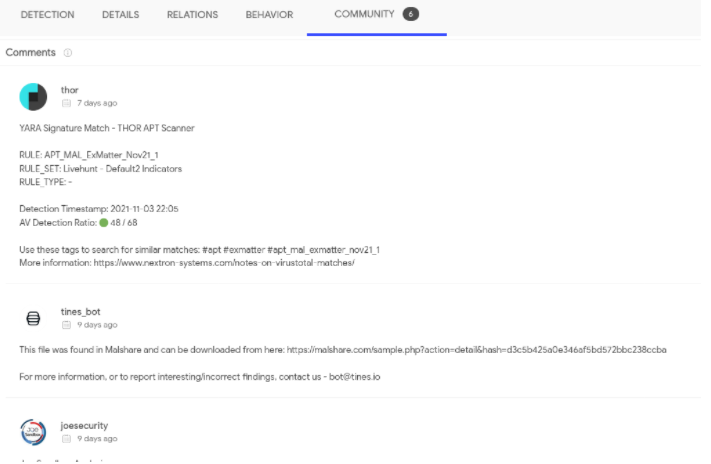 DETECTION DETAILS RELATIONS BEHAVIOR COMMUNITY 6
Comments
thor
7 days ago
YARA Signature Match - THOR APT Scanner
RULE: APT_MAL_ExMatter_Nov21_1
RULE_SET: Livehunt - Default2 Indicators
RULE_TYPE: -
Detection Timestamp: 2021-11-03 22:05
AV Detection Ratio: 48 / 68
Use these tags to search for similar matches: #apt #exmatter #apt_mal_exmatter_nov21_1
More information: https://www.nextron-systems.com/notes-on-virustotal-matches/
tines_bot
9 days ago
This file was found in Malshare and can be downloaded from here: https://malshare.com/sample.php?action=detail&hash=d3c5b425a0e346af5bd572bbc238ccba
For more information, or to report interesting/incorrect findings, contact us - bot@tines.io
JOE
joesecurity
9 days ago